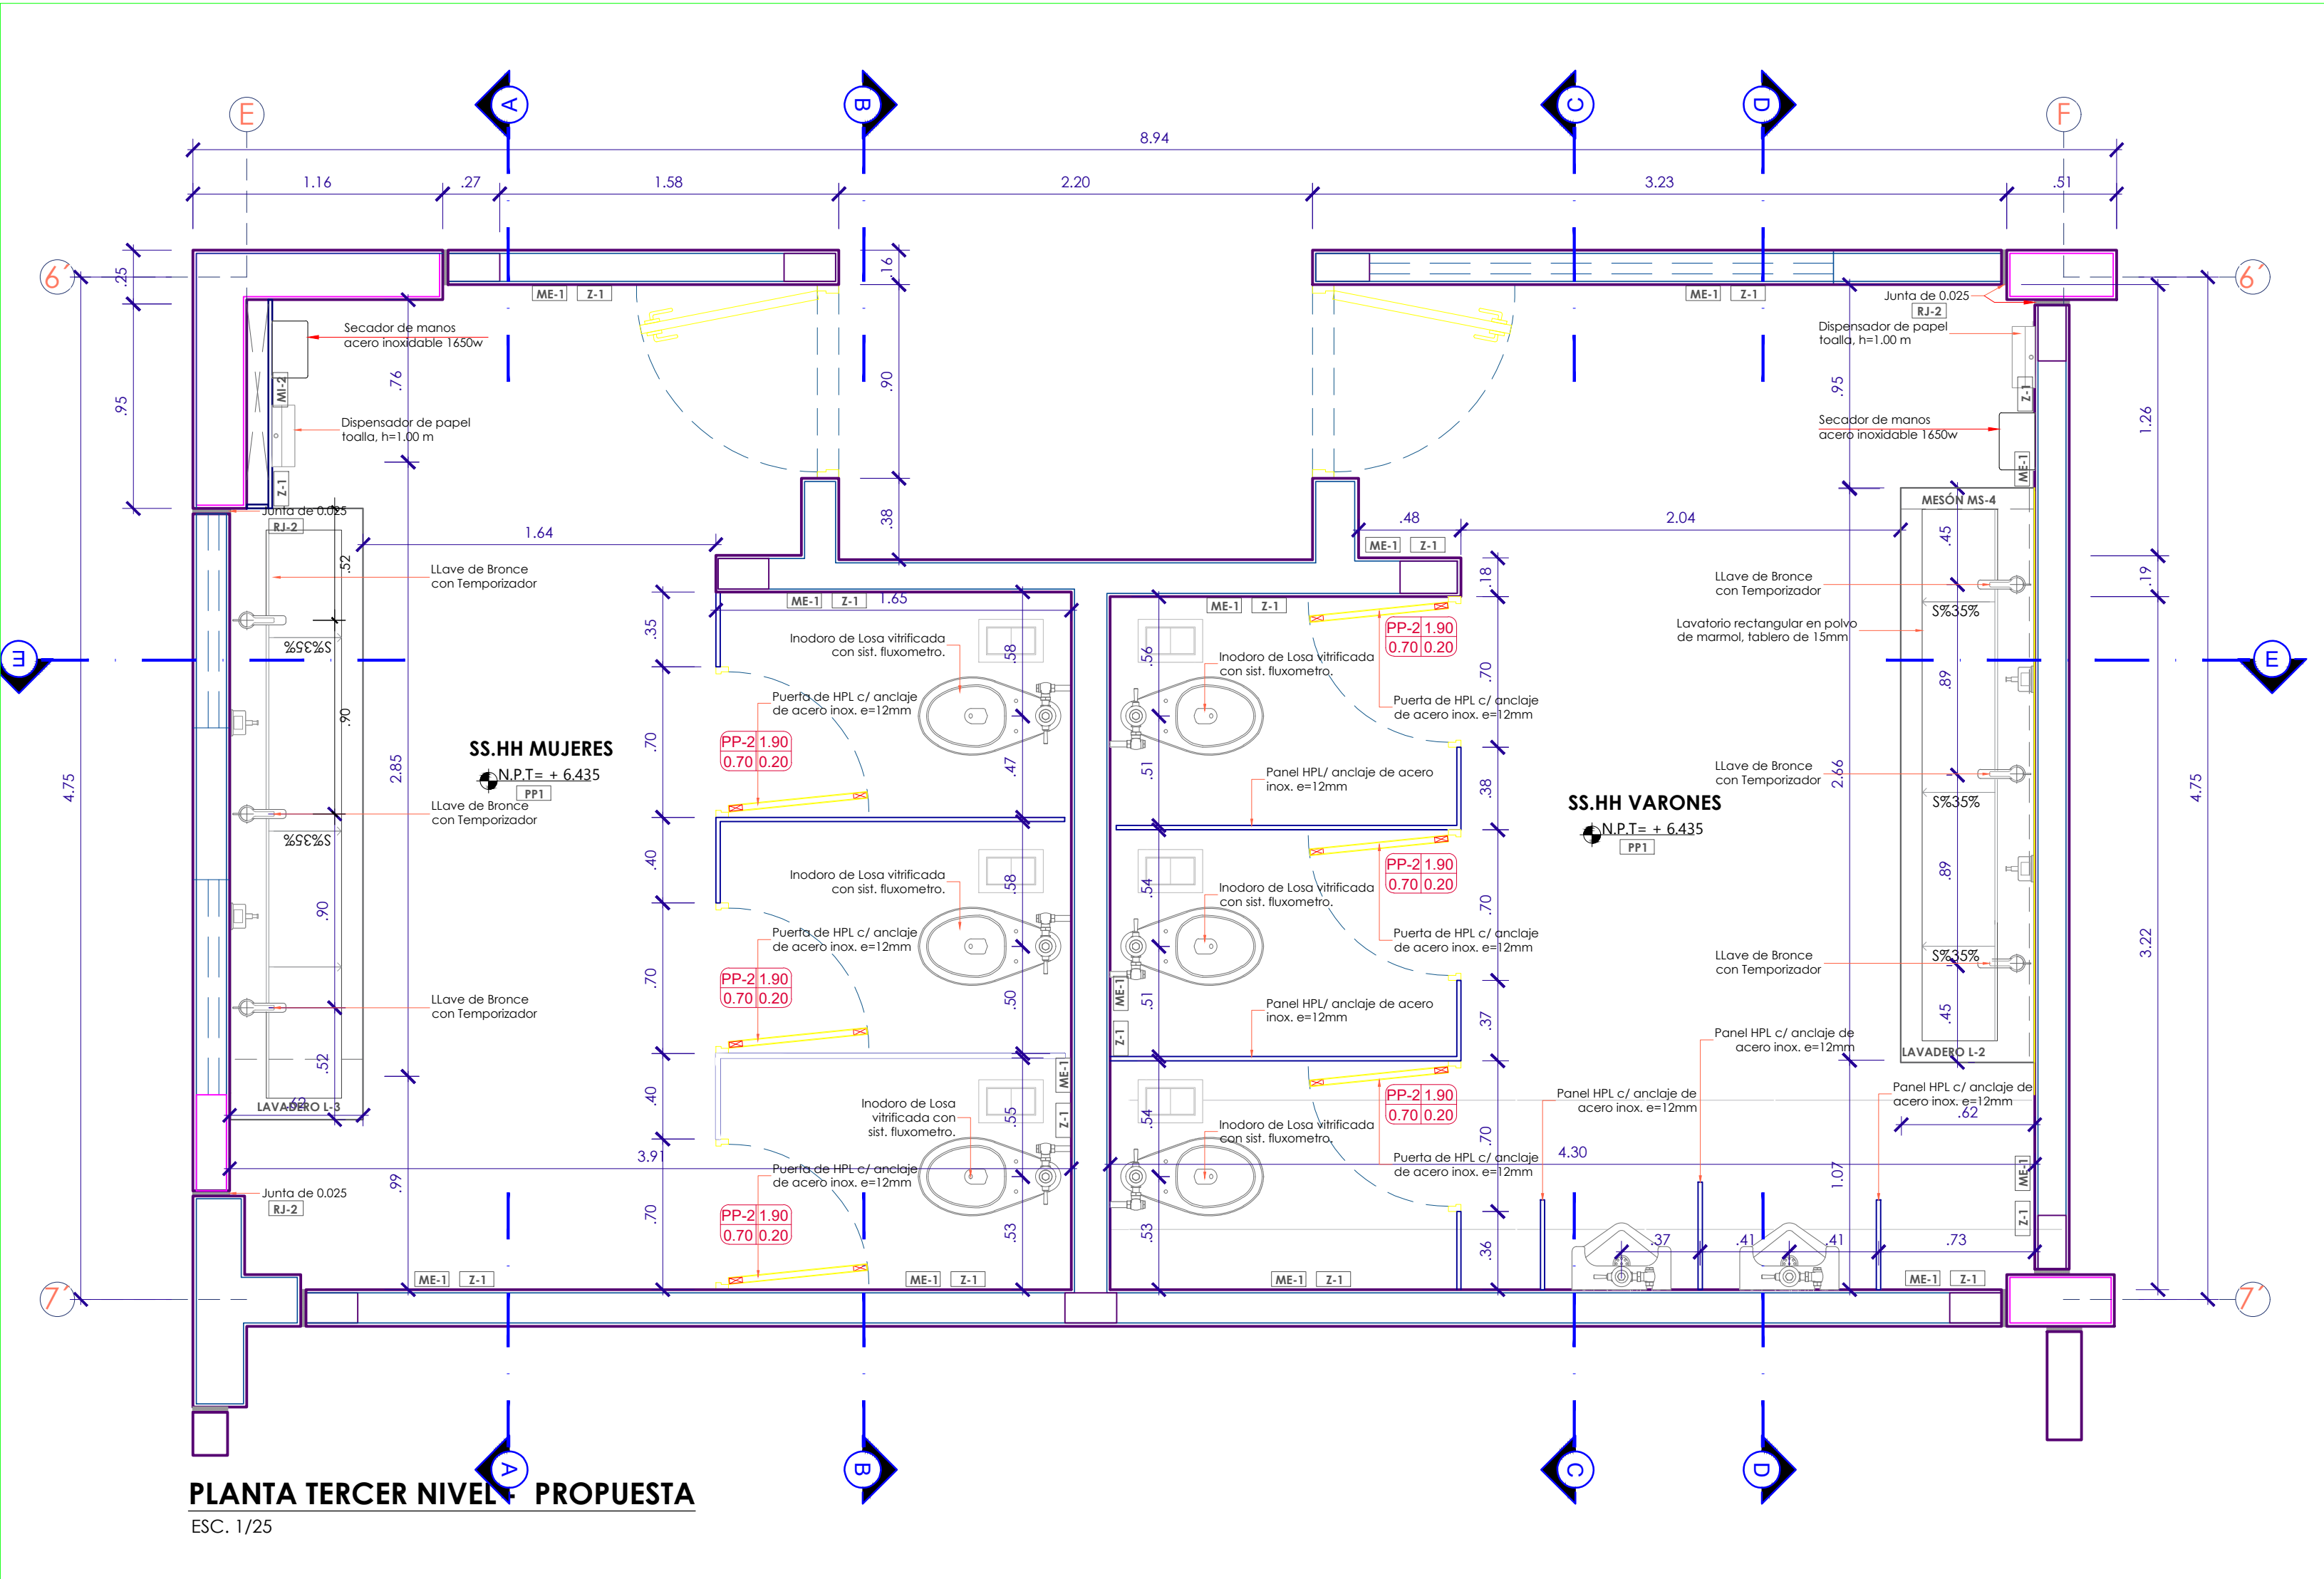 A
B
C
D
E
F
8.94
1.16
.27
1.58
2.20
3.23
.51
6´
6´
.25
.16
ME-1
Z-1
ME-1
Z-1
Junta de 0.025
RJ-2
Secador de manos
acero inoxidable 1650w
Dispensador de papel
toalla, h=1.00 m
MI-2
.76
.90
.95
.95
Z-1
1.26
Dispensador de papel
toalla, h=1.00 m
Secador de manos
acero inoxidable 1650w
ME-1
Z-1
MESÓN MS-4
Junta de 0.025
RJ-2
.38
.48
2.04
1.64
.52
.45
ME-1
Z-1
.18
.19
LLave de Bronce
con Temporizador
LLave de Bronce
con Temporizador
S%35%
S%35%
ME-1
Z-1
1.65
ME-1
Z-1
PP-2
1.90
0.70
0.20
.35
Inodoro de Losa vitrificada
con sist. fluxometro.
.58
.56
Inodoro de Losa vitrificada
con sist. fluxometro.
.70
Lavatorio rectangular en polvo
de marmol, tablero de 15mm
E
E
.89
.90
Puerta de HPL c/ anclaje
de acero inox. e=12mm
Puerta de HPL c/ anclaje
de acero inox. e=12mm
SS.HH MUJERES
N.P.T= + 6.435
PP1
.70
PP-2
1.90
0.70
0.20
.47
.51
Panel HPL/ anclaje de acero
inox. e=12mm
.38
SS.HH VARONES
N.P.T= + 6.435
PP1
LLave de Bronce
con Temporizador
2.66
S%35%
4.75
2.85
4.75
LLave de Bronce
con Temporizador
S%35%
.40
Inodoro de Losa vitrificada
con sist. fluxometro.
.58
.54
Inodoro de Losa vitrificada
con sist. fluxometro.
PP-2
1.90
0.70
0.20
.70
.89
.90
Puerta de HPL c/ anclaje
de acero inox. e=12mm
Puerta de HPL c/ anclaje
de acero inox. e=12mm
3.22
LLave de Bronce
con Temporizador
S%35%
.70
PP-2
1.90
0.70
0.20
.50
ME-1
Z-1
.51
Panel HPL/ anclaje de acero
inox. e=12mm
.37
LLave de Bronce
con Temporizador
.45
.52
Panel HPL c/ anclaje de
acero inox. e=12mm
LAVADERO L-2
LAVADERO L-3
.62
.40
Inodoro de Losa
vitrificada con
sist. fluxometro.
.55
ME-1
Z-1
.54
Inodoro de Losa vitrificada
con sist. fluxometro.
PP-2
1.90
0.70
0.20
.70
Panel HPL c/ anclaje de
acero inox. e=12mm
Panel HPL c/ anclaje de
acero inox. e=12mm
.62
3.91
4.30
Puerta de HPL c/ anclaje
de acero inox. e=12mm
Puerta de HPL c/ anclaje
de acero inox. e=12mm
.99
1.07
ME-1
Z-1
Junta de 0.025
RJ-2
.70
PP-2
1.90
0.70
0.20
.53
.53
.36
.37
.41
.41
.73
ME-1
Z-1
ME-1
Z-1
ME-1
Z-1
ME-1
Z-1
7´
7´
A
B
C
D
PLANTA TERCER NIVEL - PROPUESTA
ESC. 1/25